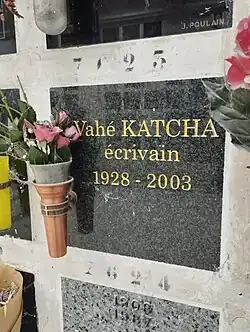 J. POULAIN
7625
Vahé KATCHA
écrivain
1928 - 2003
7624